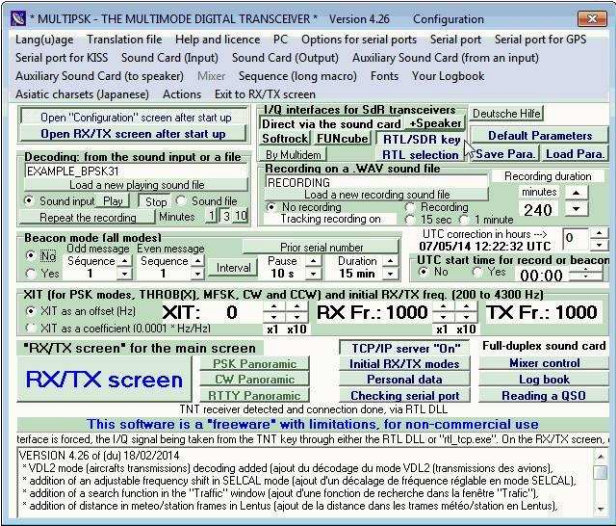 * MULTIPSK - THE MULTIMODE DIGITAL TRANSCEIVER * Version 4.26 Configuration
Lang(u)age Translation file Help and licence PC Options for serial ports Serial port Serial port for GPS
Serial port for KISS Sound Card (Input) Sound Card (Output) Auxiliary Sound Card (from an input)
Auxiliary Sound Card (to speaker) Mixer Sequence (long macro) Fonts Your Logbook
Asiatic charsets (Japanese) Actions Exit to RX/TX screen
Open "Configuration" screen after start up
Open RX/TX screen after start up
I/Q interfaces for SdR transceivers
Direct via the sound card +Speaker
Softrock FUNcube RTL/SDR key
By Multidem RTL selection
Deutsche Hilfe
Default Parameters
Save Para. Load Para.
Decoding: from the sound input or a file
EXAMPLE_BPSK31
Load a new playing sound file
Sound input Play Stop Sound file
Repeat the recording Minutes 1 3 10
Recording on a .WAV sound file
RECORDING
Load a new recording sound file
No recording Recording
Tracking recording on 15 sec 1 minute
Recording duration
minutes
240
Beacon mode (all modes)
No Odd message Even message
Séquence Sequence
Yes 1 1
Interval
Prior serial number
Pause Duration
10 s 15 min
UTC correction in hours --->
0
07/05/14 12:22:32 UTC
UTC start time for record or beacon
No Yes 00:00
XIT (for PSK modes, THROB(X), MFSK, CW and CCW) and initial RX/TX freq. (200 to 4300 Hz)
XIT as an offset (Hz)
XIT: 0 RX Fr.: 1000 TX Fr.: 1000
XIT as a coefficient (0.0001 * Hz/Hz) x1 x10 x1 x10
"RX/TX screen" for the main screen
RX/TX screen
PSK Panoramic
CW Panoramic
RTTY Panoramic
TCP/IP server "On"
Initial RX/TX modes
Personal data
Checking serial port
Full-duplex sound card
Mixer control
Log book
Reading a QSO
TNT receiver detected and connection done, via RTL DLL
This software is a "freeware" with limitations, for non-commercial use
terface is forced, the I/Q signal being taken from the TNT key through either the RTL DLL or "rtl_tcp.exe". On the RX/TX screen,
VERSION 4.26 of (du) 18/02/2014
* VDL2 mode (aircrafts transmissions) decoding added (ajout du décodage du mode VDL2 (transmissions des avions),
* addition of an adjustable frequency shift in SELCAL mode (ajout d'un décalage de fréquence réglable en mode SELCAL),
* addition of a search function in the "Traffic" window (ajout d'une fonction de recherche dans la fenêtre "Trafic"),
* addition of distance in meteo/station frames in Lentus (ajout de la distance dans les trames météo/station en Lentus),